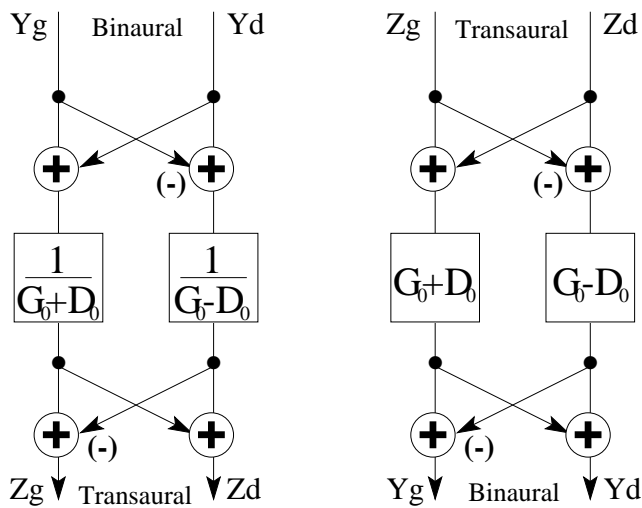 Yg Binaural Yd
+ +
(-)
1 / G₀+D₀
1 / G₀-D₀
+ +
(-)
Zg Transaural Zd
Zg Transaural Zd
+ +
(-)
G₀+D₀
G₀-D₀
+ +
(-)
Yg Binaural Yd